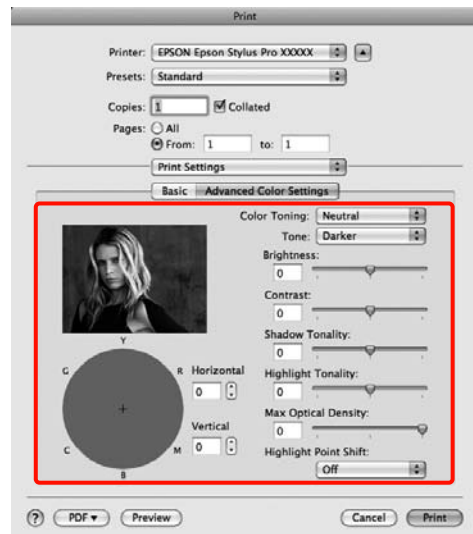 Print
Printer: EPSON Epson Stylus Pro XXXXX
Presets: Standard
Copies: 1 Collated
Pages: All
From: 1 to: 1
Print Settings
Basic Advanced Color Settings
Color Toning: Neutral
Tone: Darker
Brightness:
0
Contrast:
0
Shadow Tonality:
0
Highlight Tonality:
0
Max Optical Density:
0
Highlight Point Shift:
Off
Y
G R
C M
B
Horizontal
0
Vertical
0
? PDF Preview Cancel Print